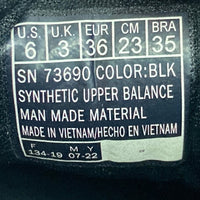 U.S. U.K. EUR CM BRA
6 3 36 23 35
SN 73690 COLOR:BLK
SYNTHETIC UPPER BALANCE
MAN MADE MATERIAL
MADE IN VIETNAM/HECHO EN VIETNAM
F M Y
134-19 07-22